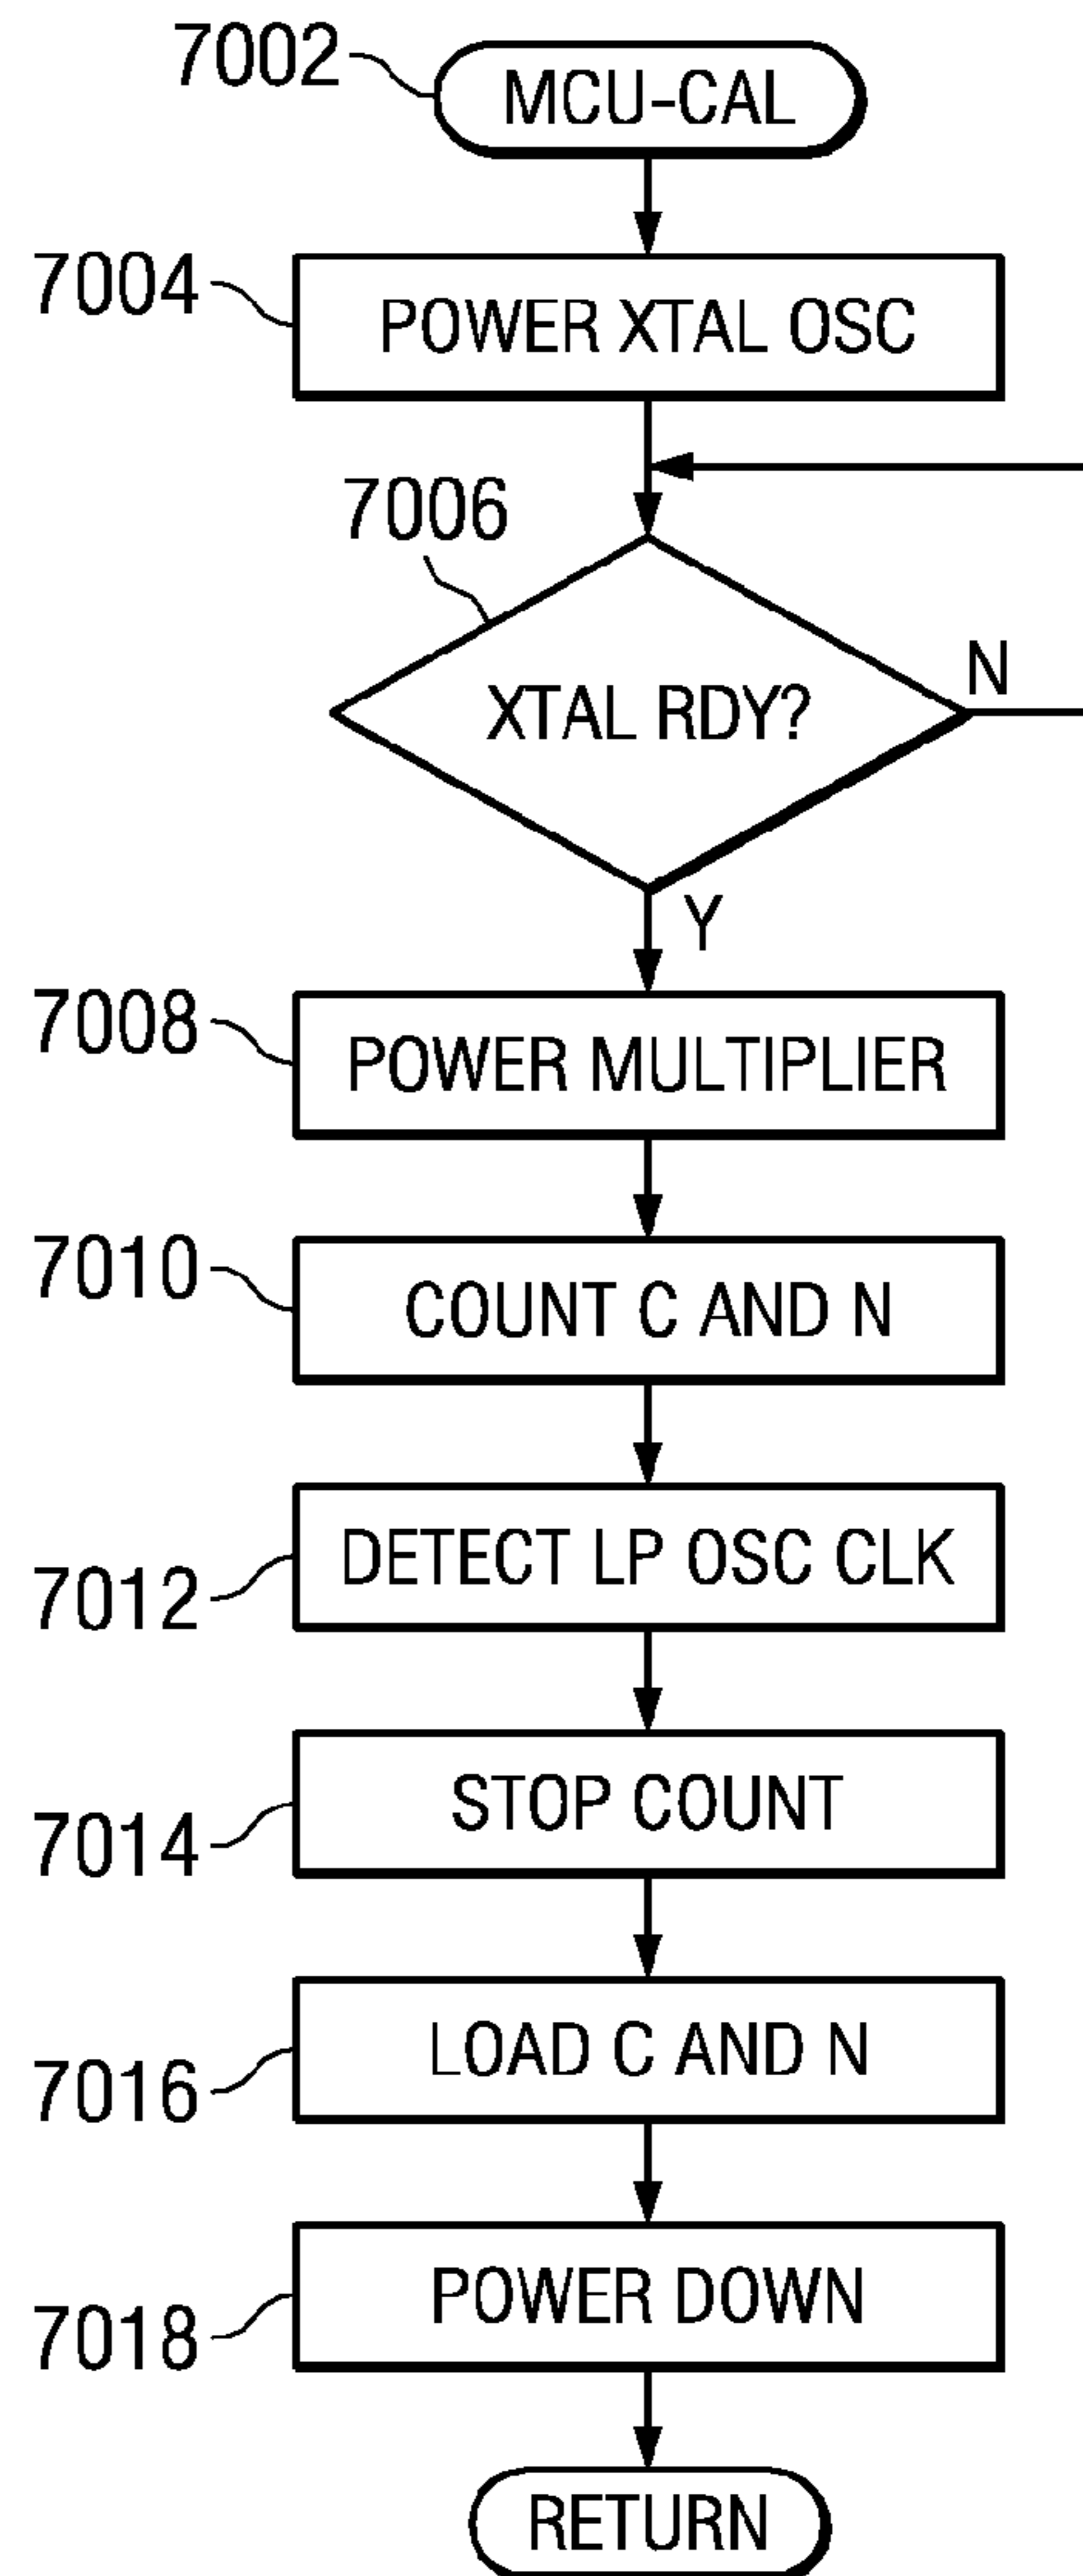 7002
MCU-CAL
7004
POWER XTAL OSC
7006
XTAL RDY?
N
Y
7008
POWER MULTIPLIER
7010
COUNT C AND N
7012
DETECT LP OSC CLK
7014
STOP COUNT
7016
LOAD C AND N
7018
POWER DOWN
RETURN